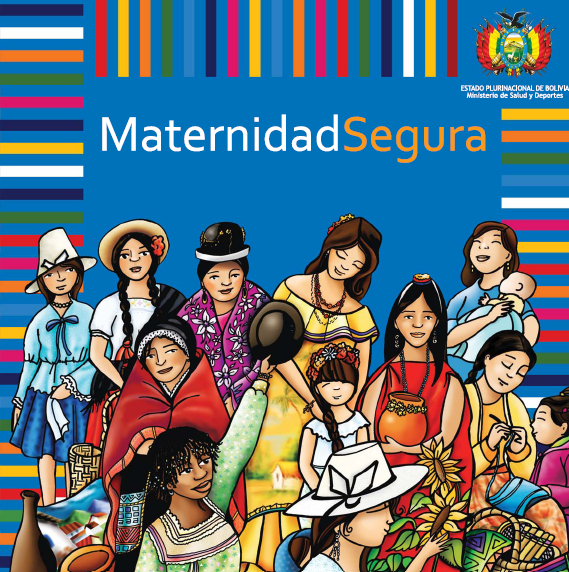 ESTADO PLURINACIONAL DE BOLIVIA
Ministerio de Salud y Deportes
MaternidadSegura